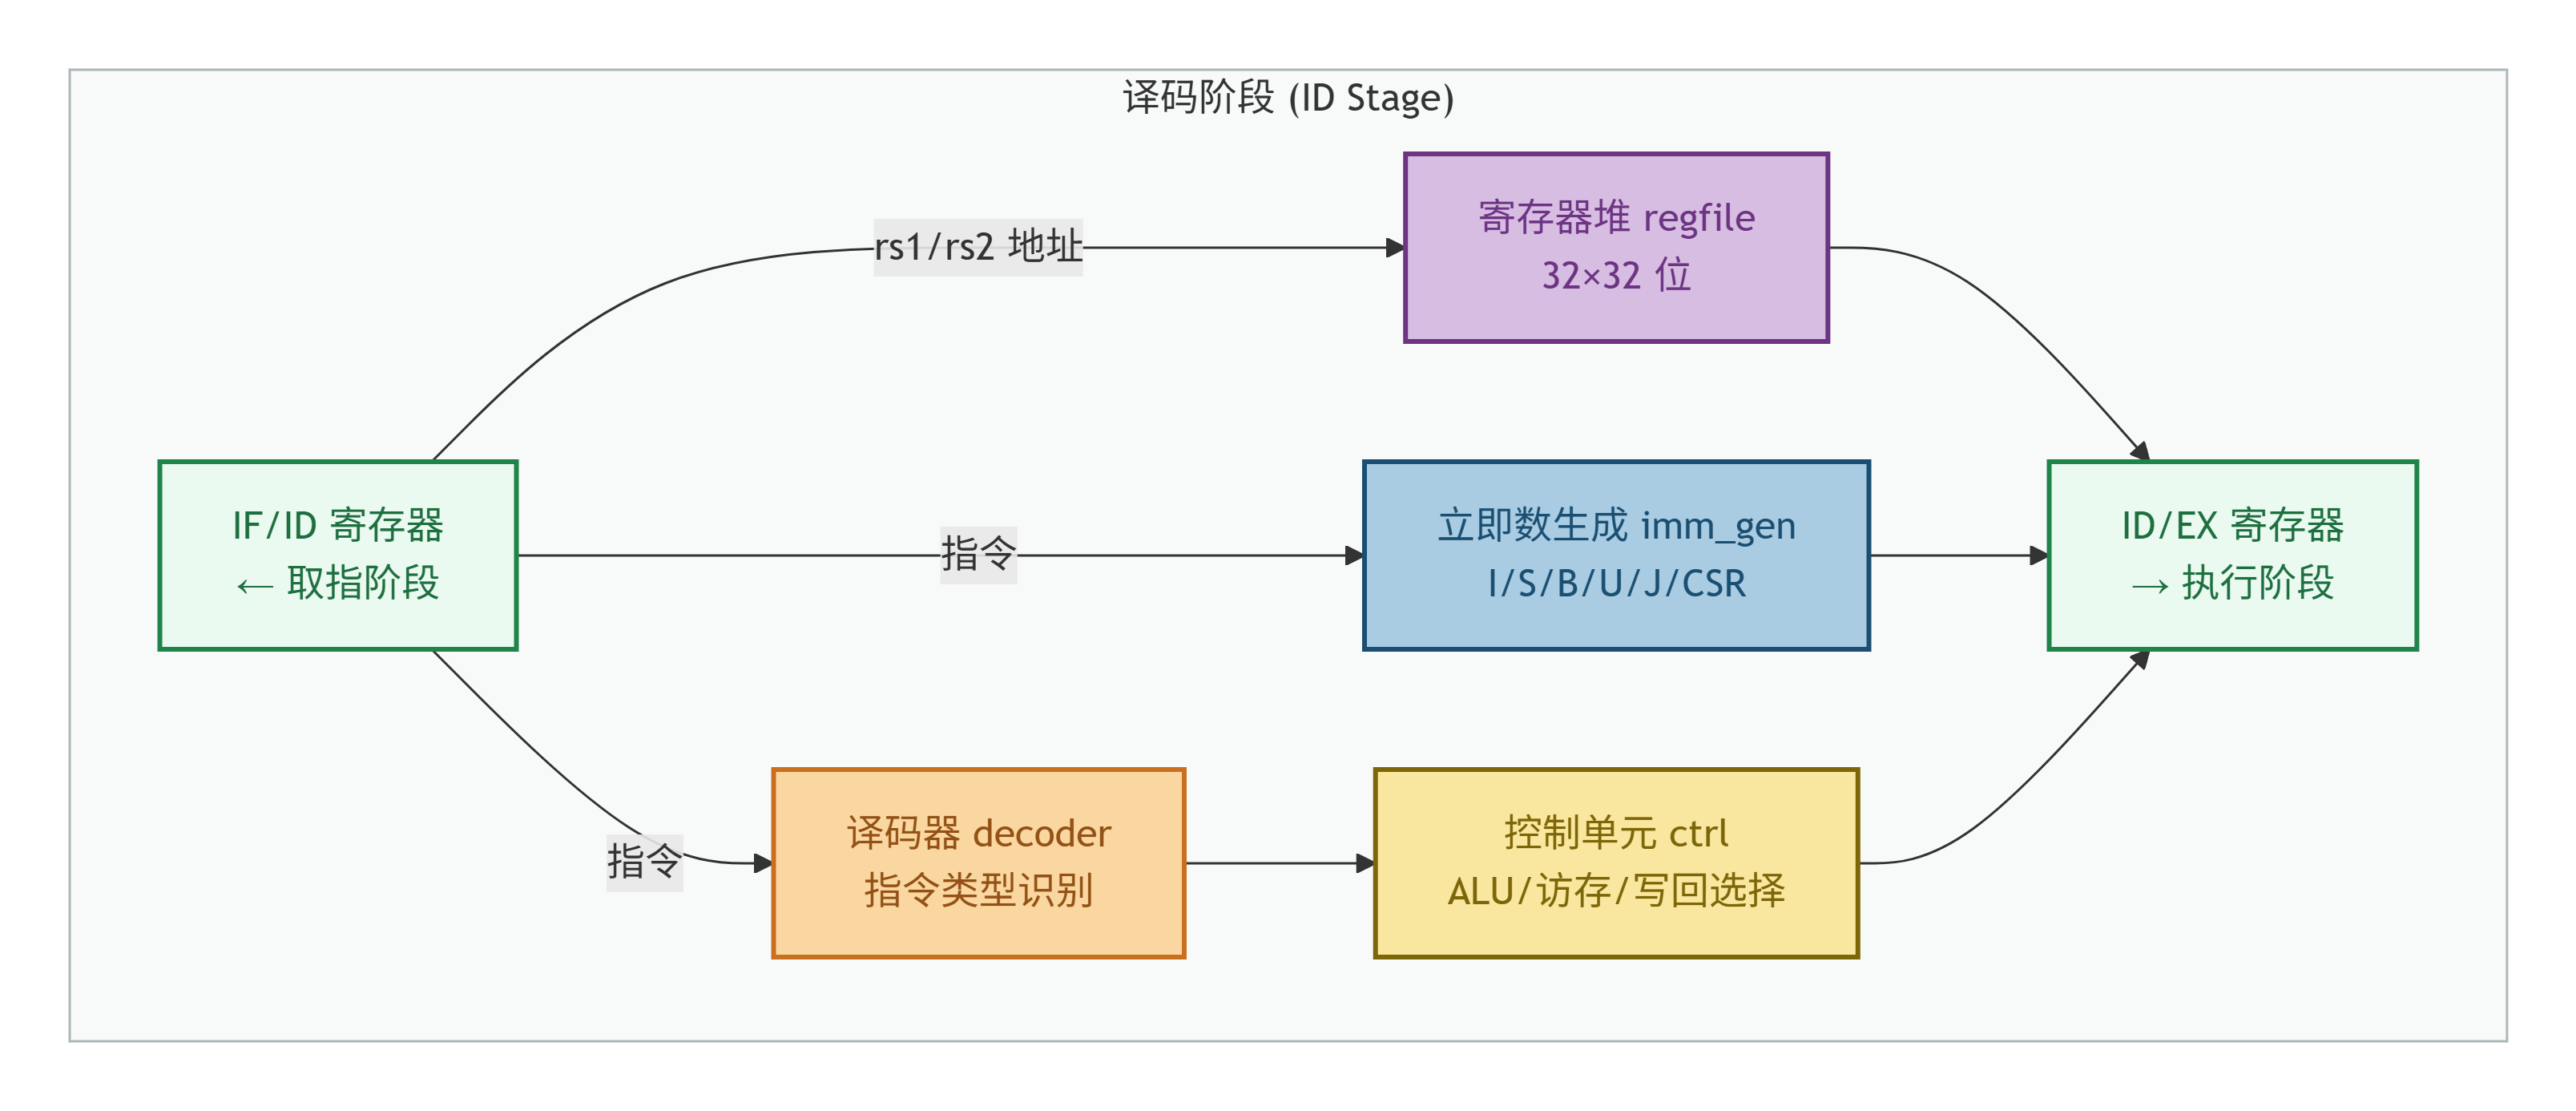 译码阶段 (ID Stage)
rs1/rs2 地址
寄存器堆 regfile
32×32 位
IF/ID 寄存器
← 取指阶段
指令
立即数生成 imm_gen
I/S/B/U/J/CSR
ID/EX 寄存器
→ 执行阶段
指令
译码器 decoder
指令类型识别
控制单元 ctrl
ALU/访存/写回选择